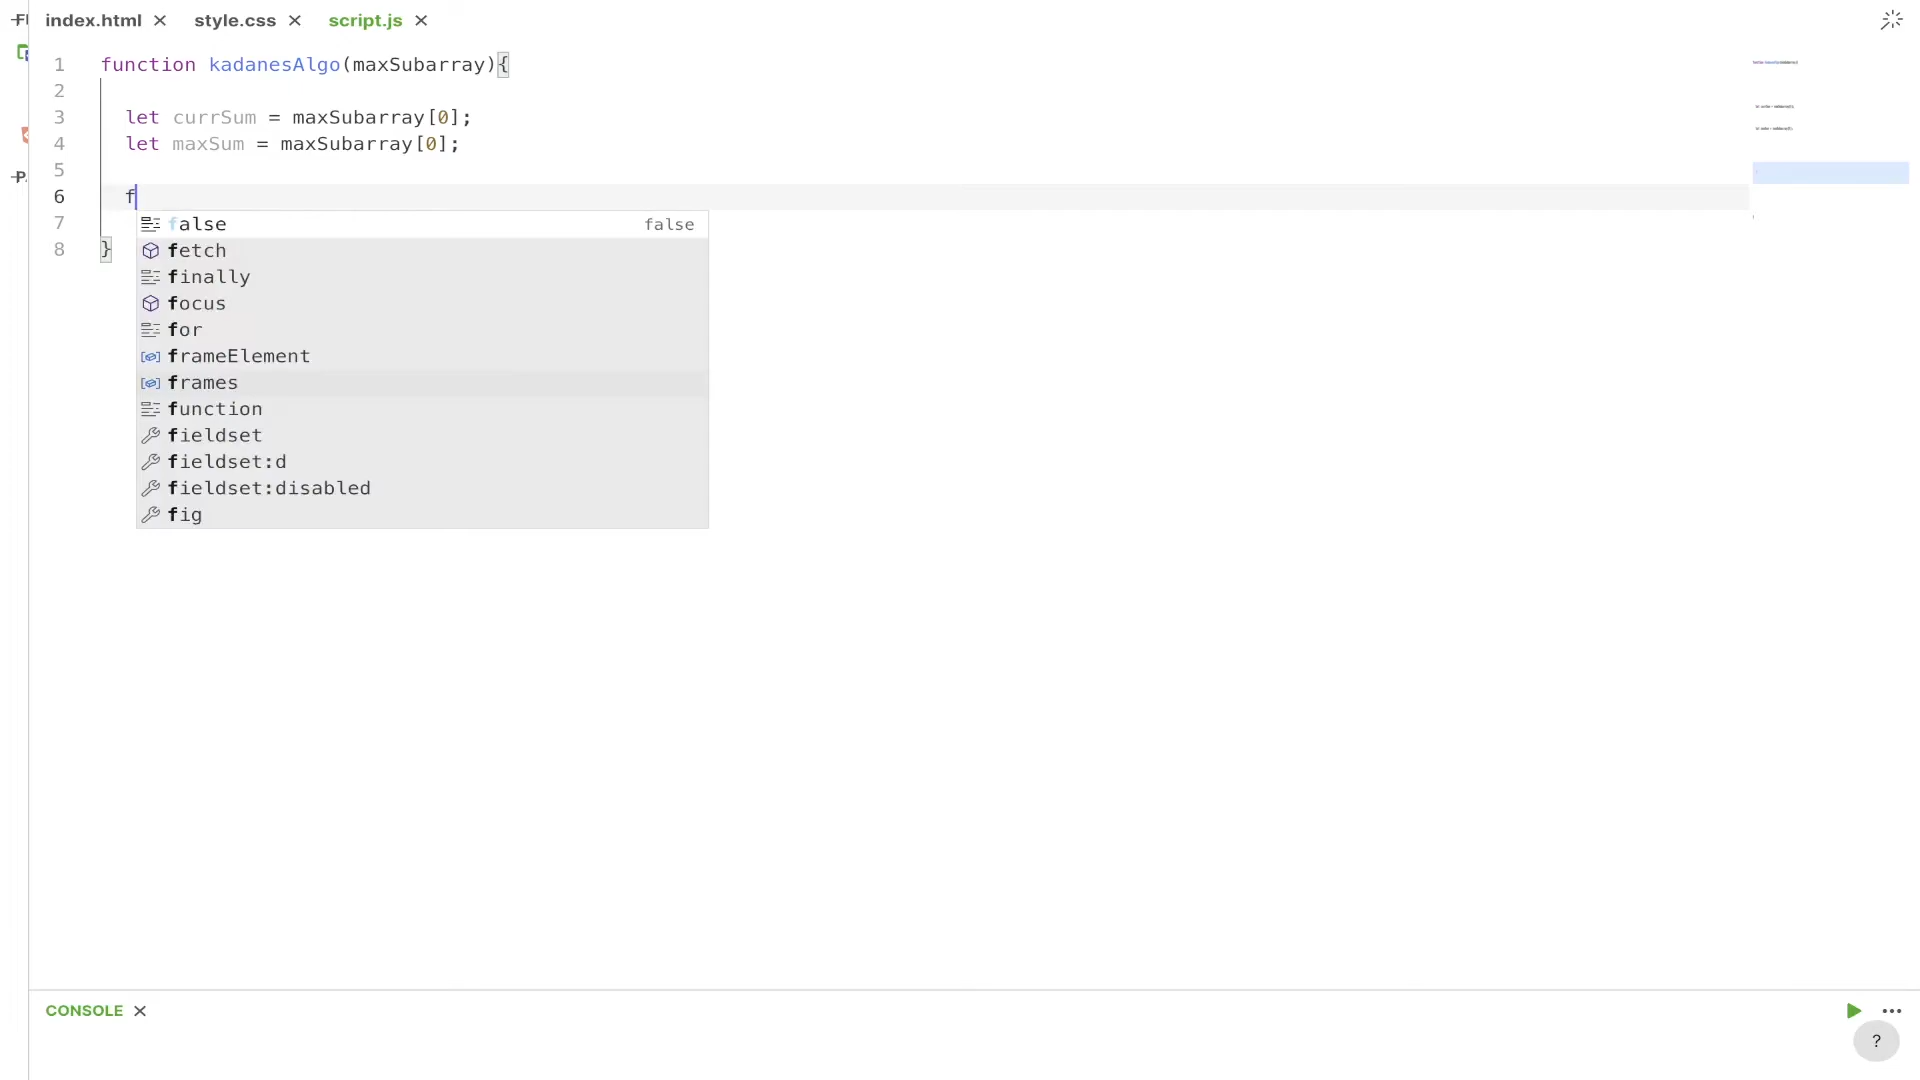 index.html × style.css × script.js ×
1 function kadanesAlgo(maxSubarray){
2
3 let currSum = maxSubarray[0];
4 let maxSum = maxSubarray[0];
5
6 f
7
8 }
false false
fetch
finally
focus
for
frameElement
frames
function
fieldset
fieldset:d
fieldset:disabled
fig
CONSOLE ×
?